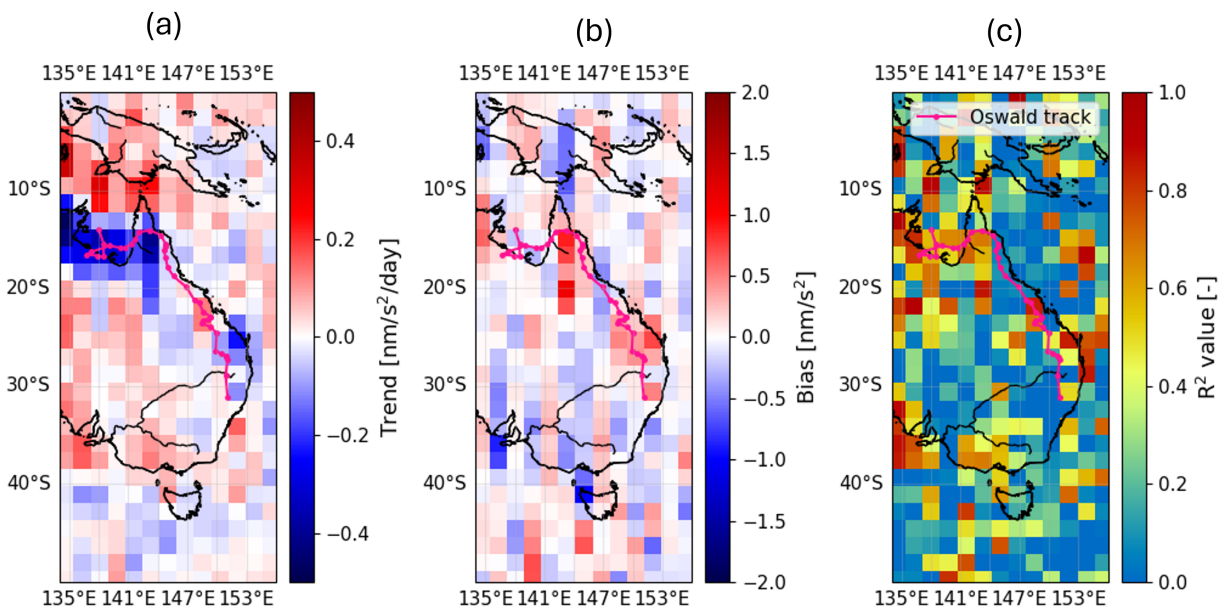 (a)
(b)
(c)
135°E 141°E 147°E 153°E
135°E 141°E 147°E 153°E
135°E 141°E 147°E 153°E
10°S
20°S
30°S
40°S
135°E 141°E 147°E 153°E
0.4
0.2
0.0
−0.2
−0.4
Trend [nm/s²/day]
10°S
20°S
30°S
40°S
135°E 141°E 147°E 153°E
2.0
1.5
1.0
0.5
0.0
−0.5
−1.0
−1.5
−2.0
Bias [nm/s²]
Oswald track
10°S
20°S
30°S
40°S
135°E 141°E 147°E 153°E
1.0
0.8
0.6
0.4
0.2
0.0
R² value [-]